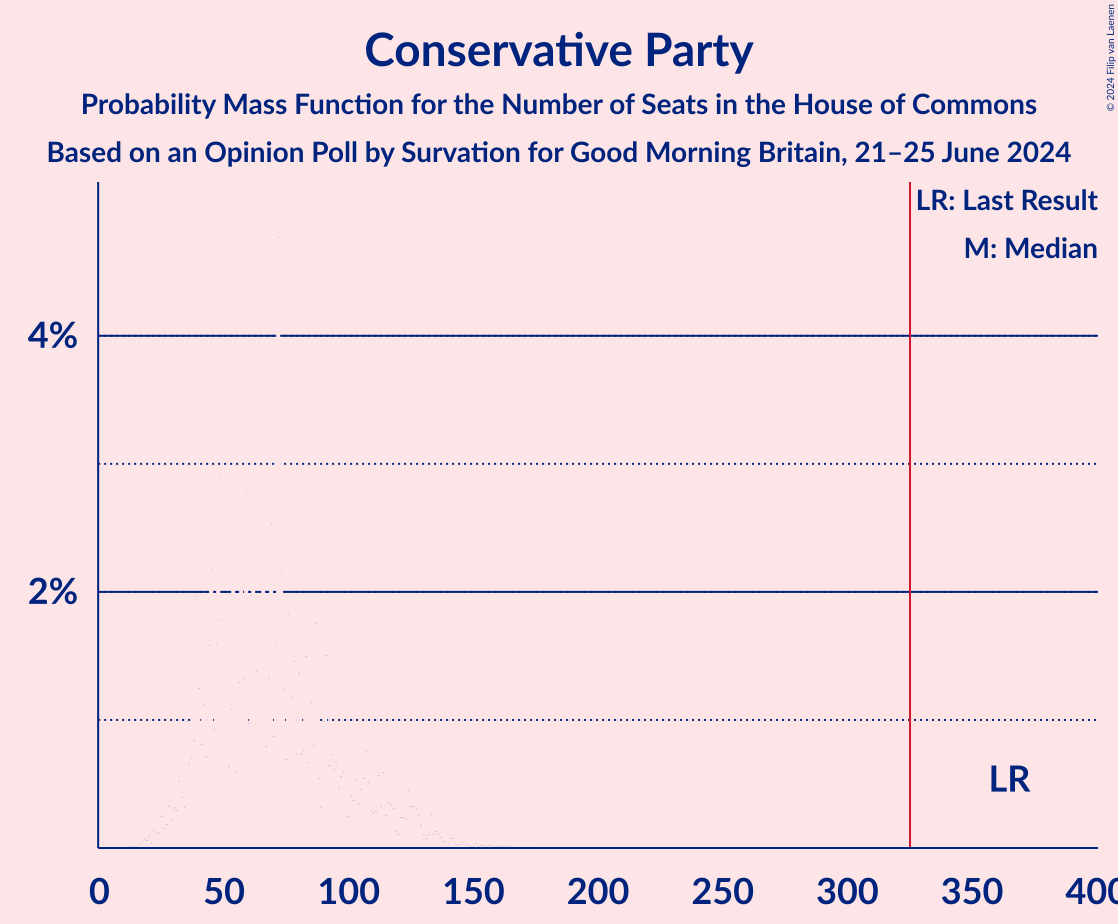 Conservative Party
Probability Mass Function for the Number of Seats in the House of Commons
Based on an Opinion Poll by Survation for Good Morning Britain, 21–25 June 2024
© 2024 Filip van Laenen
LR: Last Result
M: Median
4%
2%
LR
0 50 100 150 200 250 300 350 400